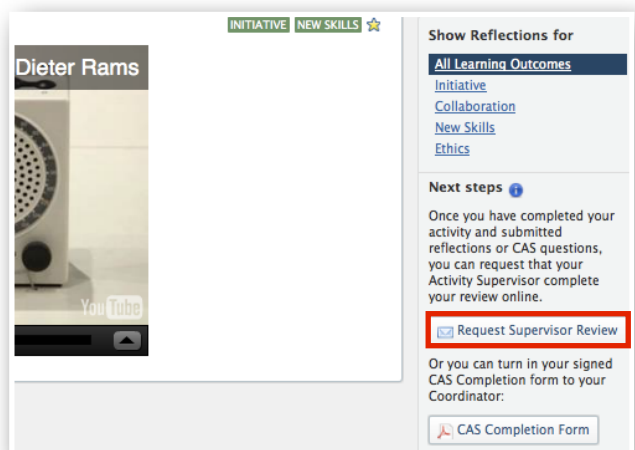 INITIATIVE NEW SKILLS
Dieter Rams
YouTube
Show Reflections for
All Learning Outcomes
Initiative
Collaboration
New Skills
Ethics
Next steps
Once you have completed your
activity and submitted
reflections or CAS questions,
you can request that your
Activity Supervisor complete
your review online.
Request Supervisor Review
Or you can turn in your signed
CAS Completion form to your
Coordinator:
CAS Completion Form